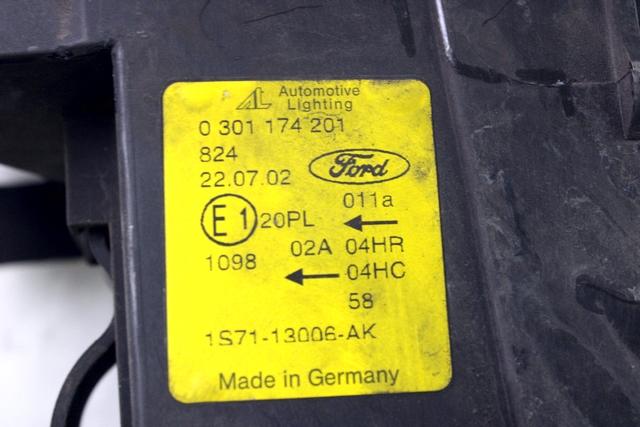 AL Automotive
Lighting
0 301 174 201
824
Ford
22.07.02
011a
E1 20PL ←
02A 04HR
1098
← 04HC
58
1S71-13006-AK
Made in Germany